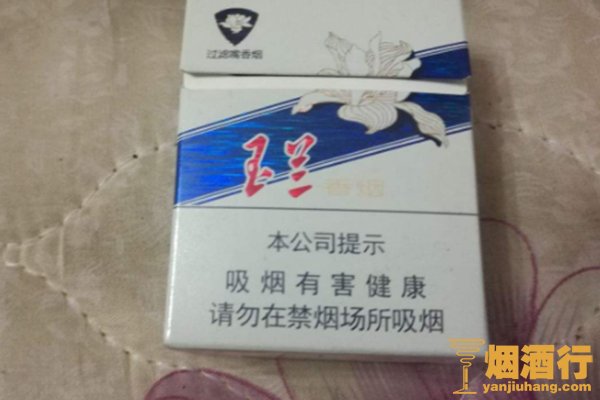 过滤嘴香烟
玉兰 香烟
本公司提示
吸烟有害健康
请勿在禁烟场所吸烟
烟酒行
yanjiuhang.com